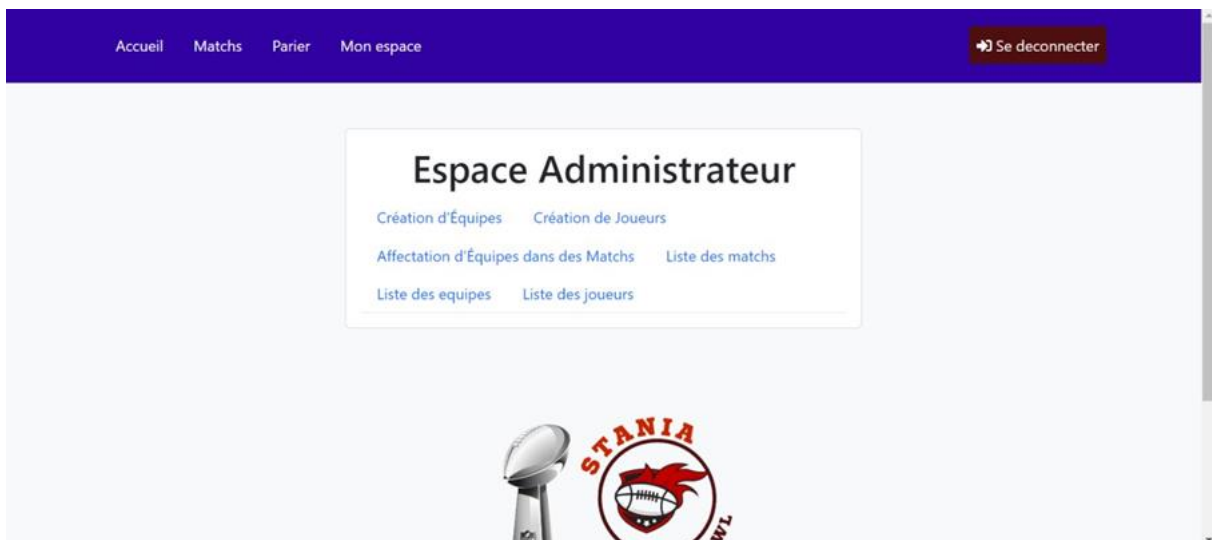 Accueil Matchs Parier Mon espace Se deconnecter
Espace Administrateur
Création d'Équipes Création de Joueurs
Affectation d'Équipes dans des Matchs Liste des matchs
Liste des equipes Liste des joueurs
STANIA